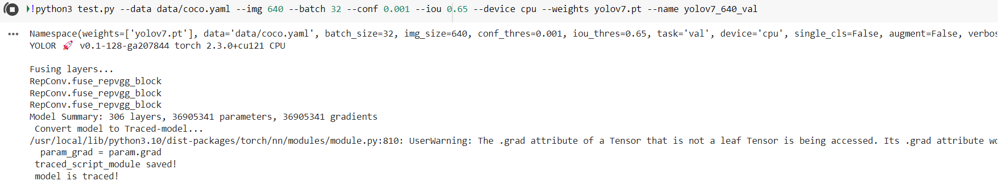 !python3 test.py --data data/coco.yaml --img 640 --batch 32 --conf 0.001 --iou 0.65 --device cpu --weights yolov7.pt --name yolov7_640_val
Namespace(weights=['yolov7.pt'], data='data/coco.yaml', batch_size=32, img_size=640, conf_thres=0.001, iou_thres=0.65, task='val', device='cpu', single_cls=False, augment=False, verbos
YOLOR 🚀 v0.1-128-ga207844 torch 2.3.0+cu121 CPU
Fusing layers...
RepConv.fuse_repvgg_block
RepConv.fuse_repvgg_block
RepConv.fuse_repvgg_block
Model Summary: 306 layers, 36905341 parameters, 36905341 gradients
Convert model to Traced-model...
/usr/local/lib/python3.10/dist-packages/torch/nn/modules/module.py:810: UserWarning: The .grad attribute of a Tensor that is not a leaf Tensor is being accessed. Its .grad attribute wo
param_grad = param.grad
traced_script_module saved!
model is traced!